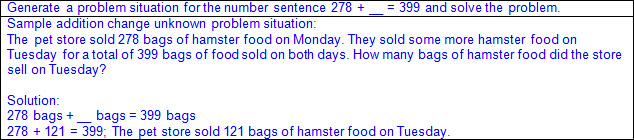 Generate a problem situation for the number sentence 278 + __ = 399 and solve the problem.
Sample addition change unknown problem situation:
The pet store sold 278 bags of hamster food on Monday. They sold some more hamster food on
Tuesday for a total of 399 bags of food sold on both days. How many bags of hamster food did the store
sell on Tuesday?
Solution:
278 bags + __ bags = 399 bags
278 + 121 = 399; The pet store sold 121 bags of hamster food on Tuesday.